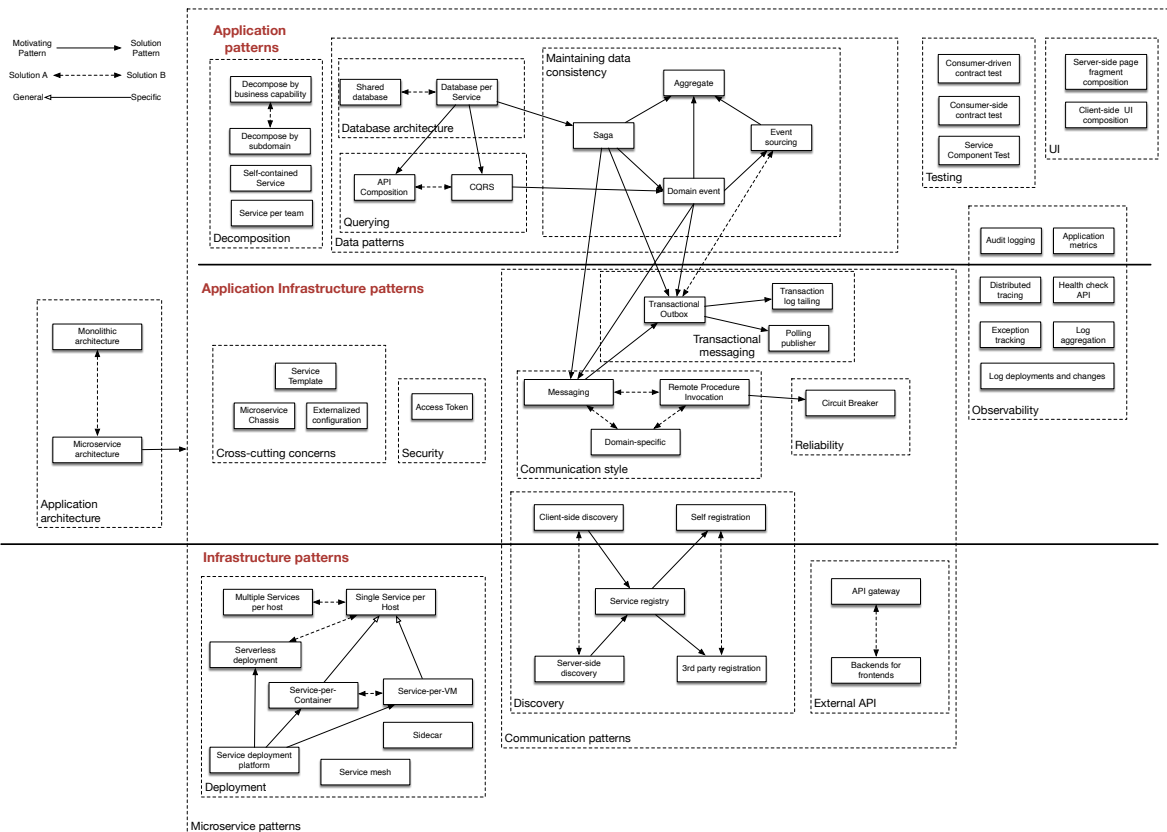 Motivating
Pattern
Solution
Pattern
Solution A
Solution B
General
Specific
Application
patterns
Decompose by
business capability
Decompose by
subdomain
Self-contained
Service
Service per team
Decomposition
Shared
database
Database per
Service
Database architecture
API
Composition
CQRS
Querying
Data patterns
Maintaining data
consistency
Aggregate
Saga
Event
sourcing
Domain event
Consumer-driven
contract test
Consumer-side
contract test
Service
Component Test
Testing
Server-side page
fragment composition
Client-side UI
composition
UI
Audit logging
Application
metrics
Distributed
tracing
Health check
API
Exception
tracking
Log
aggregation
Log deployments and changes
Observability
Application Infrastructure patterns
Monolithic
architecture
Microservice
architecture
Application
architecture
Service
Template
Microservice
Chassis
Externalized
configuration
Cross-cutting concerns
Access Token
Security
Transactional
Outbox
Transaction
log tailing
Polling
publisher
Transactional
messaging
Messaging
Remote Procedure
Invocation
Domain-specific
Communication style
Circuit Breaker
Reliability
Client-side discovery
Self registration
Service registry
Server-side
discovery
3rd party registration
Discovery
API gateway
Backends for
frontends
External API
Communication patterns
Infrastructure patterns
Multiple Services
per host
Single Service per
Host
Serverless
deployment
Service-per-
Container
Service-per-VM
Sidecar
Service deployment
platform
Service mesh
Deployment
Microservice patterns